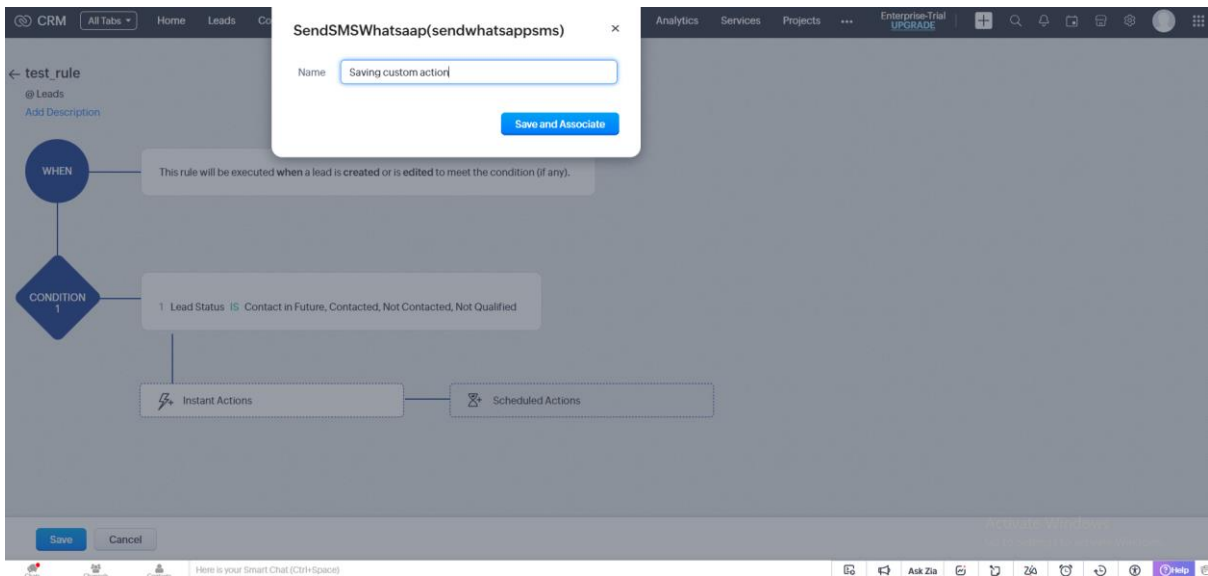 CRM All Tabs Home Leads Co Analytics Services Projects ... Enterprise-Trial
UPGRADE
SendSMSWhatsaap(sendwhatsappsms) ×
Name Saving custom action
Save and Associate
← test_rule
@ Leads
Add Description
WHEN
This rule will be executed when a lead is created or is edited to meet the condition (if any).
CONDITION
1
1 Lead Status IS Contact in Future, Contacted, Not Contacted, Not Qualified
Instant Actions Scheduled Actions
Activate Windows
Save Cancel
Here is your Smart Chat (Ctrl+Space) Ask Zia Help